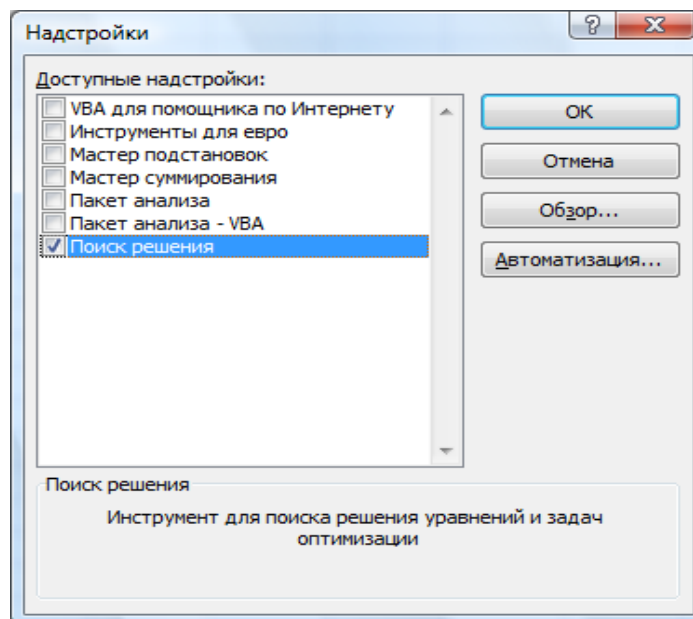 Надстройки
Доступные надстройки:
VBA для помощника по Интернету
Инструменты для евро
Мастер подстановок
Мастер суммирования
Пакет анализа
Пакет анализа - VBA
Поиск решения
ОК
Отмена
Обзор...
Автоматизация...
Поиск решения
Инструмент для поиска решения уравнений и задач
оптимизации